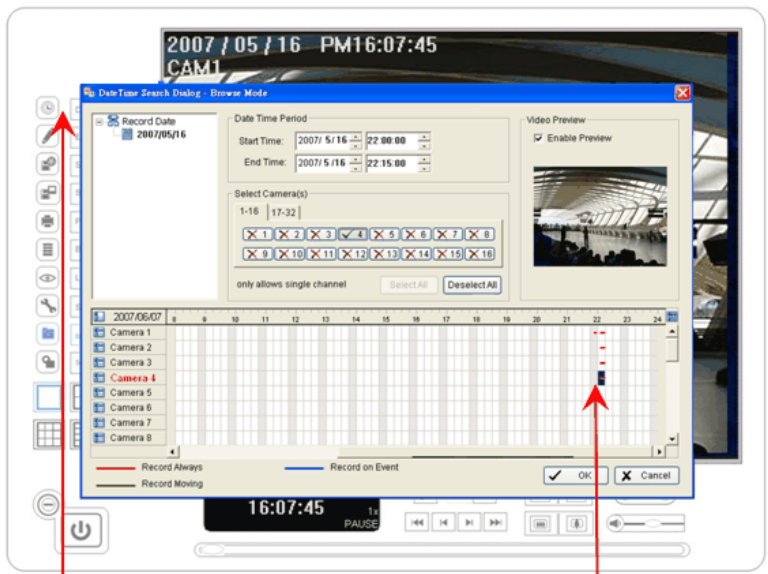 2007 / 05 / 16 PM16:07:45
CAM1
DateTime Search Dialog - Browse Mode
Record Date
2007/05/16
Date Time Period
Start Time: 2007/ 5/16 22:00:00
End Time: 2007/ 5/16 22:15:00
Video Preview
Enable Preview
Select Camera(s)
1-16 17-32
1 2 3 4 5 6 7 8
9 10 11 12 13 14 15 16
only allows single channel Select All Deselect All
2007/06/07 8 9 10 11 12 13 14 15 16 17 18 19 20 21 22 23 24
Camera 1
Camera 2
Camera 3
Camera 4
Camera 5
Camera 6
Camera 7
Camera 8
Record Always Record on Event OK Cancel
Record Moving
16:07:45 1x
PAUSE